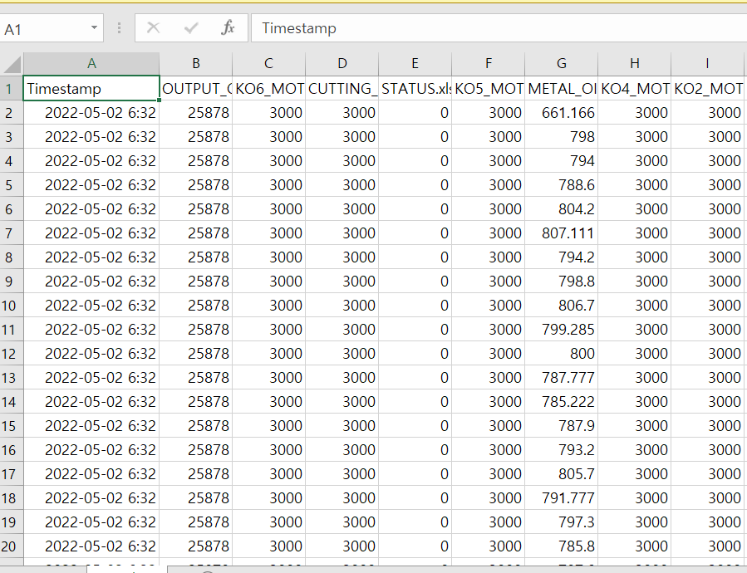 A1 fx Timestamp
A B C D E F G H I
1 Timestamp OUTPUT_ KO6_MOT CUTTING_ STATUS.xls KO5_MOT METAL_OI KO4_MOT KO2_MOT
2 2022-05-02 6:32 25878 3000 3000 0 3000 661.166 3000 3000
3 2022-05-02 6:32 25878 3000 3000 0 3000 798 3000 3000
4 2022-05-02 6:32 25878 3000 3000 0 3000 794 3000 3000
5 2022-05-02 6:32 25878 3000 3000 0 3000 788.6 3000 3000
6 2022-05-02 6:32 25878 3000 3000 0 3000 804.2 3000 3000
7 2022-05-02 6:32 25878 3000 3000 0 3000 807.111 3000 3000
8 2022-05-02 6:32 25878 3000 3000 0 3000 794.2 3000 3000
9 2022-05-02 6:32 25878 3000 3000 0 3000 798.8 3000 3000
10 2022-05-02 6:32 25878 3000 3000 0 3000 806.7 3000 3000
11 2022-05-02 6:32 25878 3000 3000 0 3000 799.285 3000 3000
12 2022-05-02 6:32 25878 3000 3000 0 3000 800 3000 3000
13 2022-05-02 6:32 25878 3000 3000 0 3000 787.777 3000 3000
14 2022-05-02 6:32 25878 3000 3000 0 3000 785.222 3000 3000
15 2022-05-02 6:32 25878 3000 3000 0 3000 787.9 3000 3000
16 2022-05-02 6:32 25878 3000 3000 0 3000 793.2 3000 3000
17 2022-05-02 6:32 25878 3000 3000 0 3000 805.7 3000 3000
18 2022-05-02 6:32 25878 3000 3000 0 3000 791.777 3000 3000
19 2022-05-02 6:32 25878 3000 3000 0 3000 797.3 3000 3000
20 2022-05-02 6:32 25878 3000 3000 0 3000 785.8 3000 3000